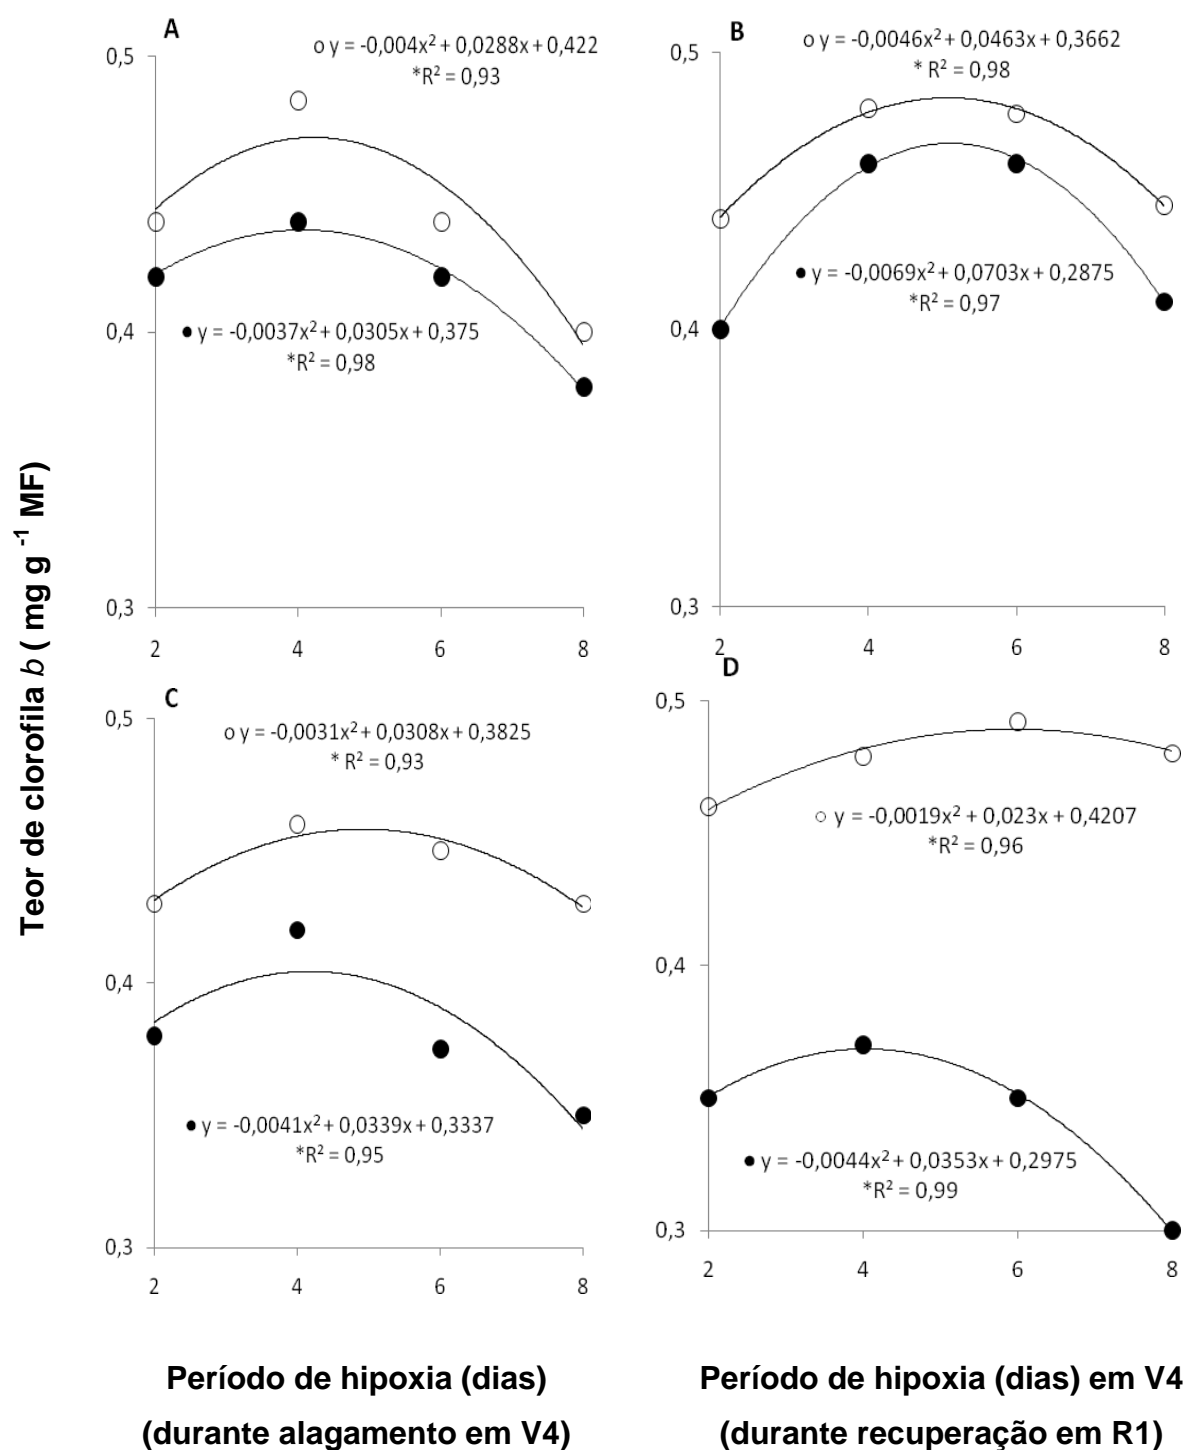 Teor de clorofila b ( mg g -1 MF)
A
o y = -0,004x² + 0,0288x + 0,422
*R² = 0,93
0,5
0,4
0,3
● y = -0,0037x² + 0,0305x + 0,375
*R² = 0,98
2 4 6 8
B
o y = -0,0046x² + 0,0463x + 0,3662
* R² = 0,98
0,5
0,4
0,3
● y = -0,0069x² + 0,0703x + 0,2875
*R² = 0,97
2 4 6 8
C
o y = -0,0031x² + 0,0308x + 0,3825
* R² = 0,93
0,5
0,4
0,3
● y = -0,0041x² + 0,0339x + 0,3337
*R² = 0,95
2 4 6 8
D
0,5
0,4
0,3
○ y = -0,0019x² + 0,023x + 0,4207
*R² = 0,96
● y = -0,0044x² + 0,0353x + 0,2975
*R² = 0,99
2 4 6 8
Período de hipoxia (dias)
(durante alagamento em V4)
Período de hipoxia (dias) em V4
(durante recuperação em R1)